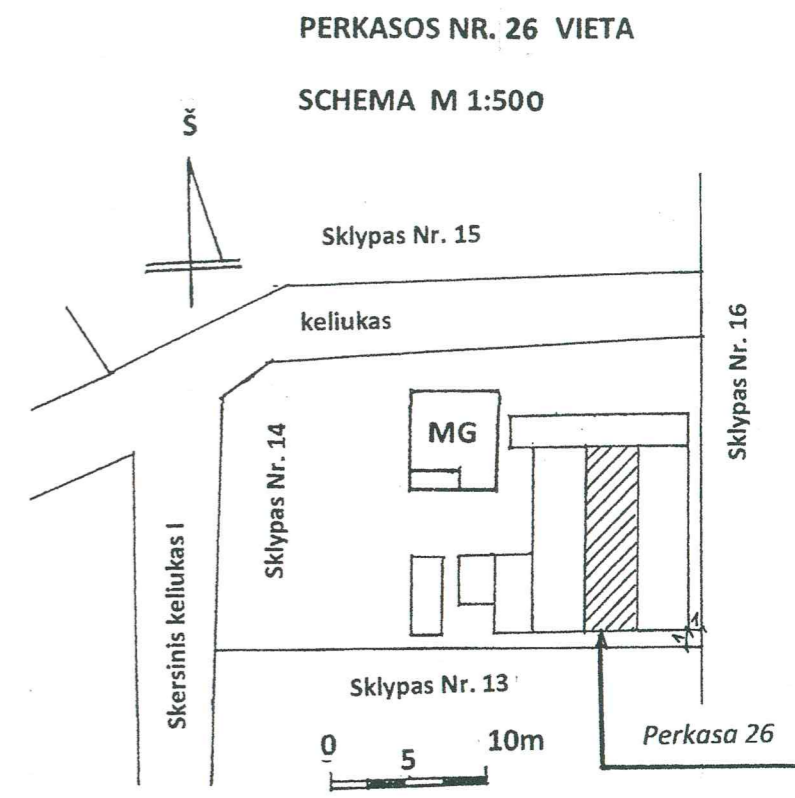 PERKASOS NR. 26 VIETA
SCHEMA M 1:500
Š
Sklypas Nr. 15
keliukas
Sklypas Nr. 16
MG
Sklypas Nr. 14
Skersinis keliukas I
1
1
Sklypas Nr. 13
0
5
10m
Perkasa 26